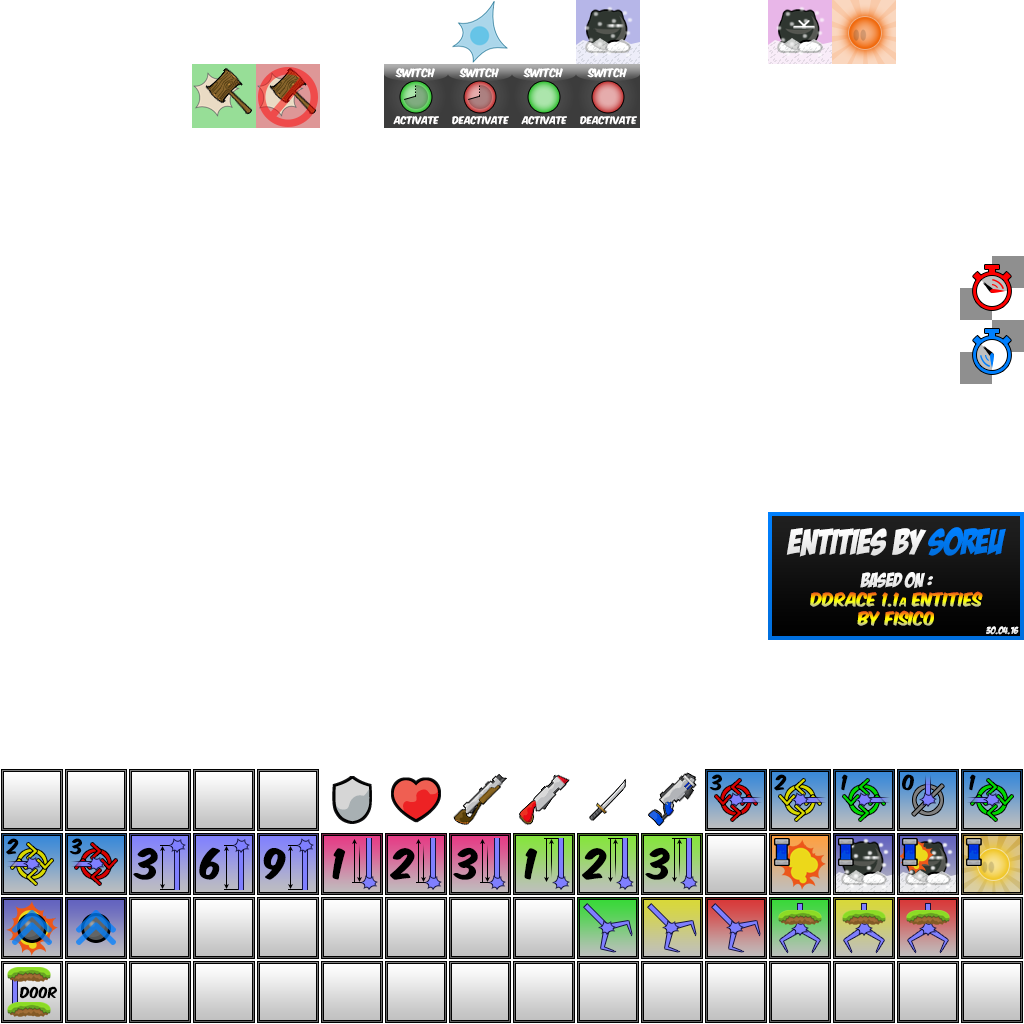 SWITCH SWITCH SWITCH SWITCH
ACTIVATE DEACTIVATE ACTIVATE DEACTIVATE
ENTITIES BY SOREU
BASED ON :
DDRACE 1.1A ENTITIES
BY FISICO
30.04.16
3 2 1 0 1
2 3 3 6 9 1 2 3 1 2 3
DOOR